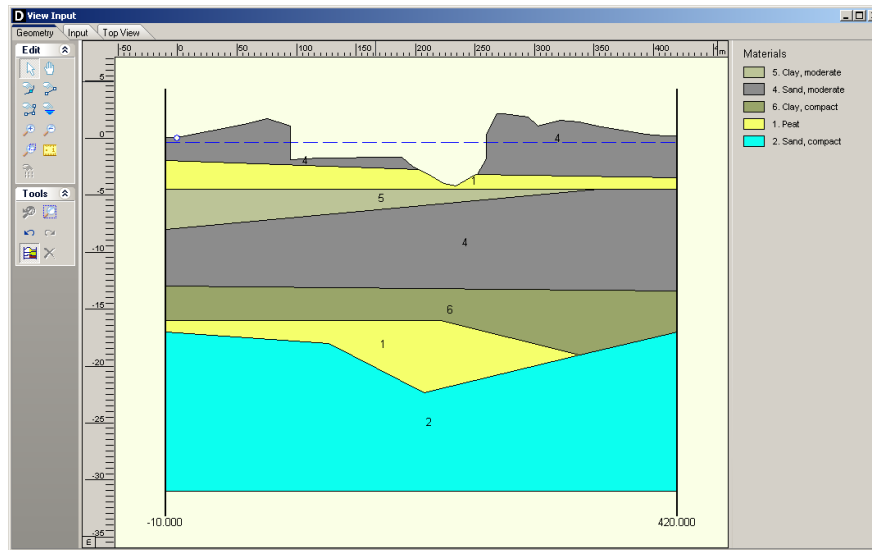 D View Input
Geometry Input Top View
Edit
Tools
-50 0 50 100 150 200 250 300 350 400 m
5
0
-5
-10
-15
-20
-25
-30
-35
E
4
4
1
5
4
6
1
2
-10.000 420.000
Materials
5. Clay, moderate
4. Sand, moderate
6. Clay, compact
1. Peat
2. Sand, compact